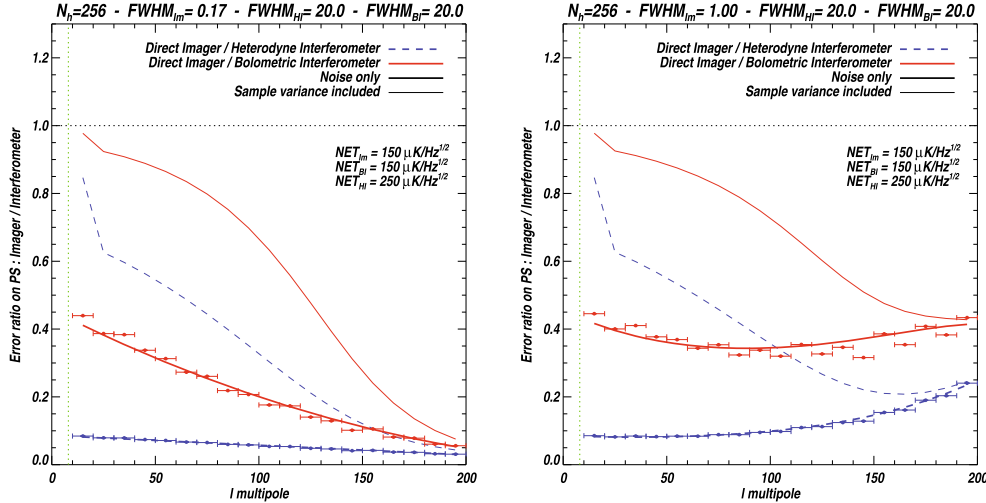 N_h=256 - FWHM_Im= 0.17 - FWHM_HI= 20.0 - FWHM_BI= 20.0
Direct Imager / Heterodyne Interferometer
Direct Imager / Bolometric Interferometer
Noise only
Sample variance included
NET_Im = 150 μK/Hz^1/2
NET_BI = 150 μK/Hz^1/2
NET_HI = 250 μK/Hz^1/2
Error ratio on PS : Imager / Interferometer
1.2
1.0
0.8
0.6
0.4
0.2
0.0
0 50 100 150 200
l multipole
N_h=256 - FWHM_Im= 1.00 - FWHM_HI= 20.0 - FWHM_BI= 20.0
Direct Imager / Heterodyne Interferometer
Direct Imager / Bolometric Interferometer
Noise only
Sample variance included
NET_Im = 150 μK/Hz^1/2
NET_BI = 150 μK/Hz^1/2
NET_HI = 250 μK/Hz^1/2
Error ratio on PS : Imager / Interferometer
1.2
1.0
0.8
0.6
0.4
0.2
0.0
0 50 100 150 200
l multipole